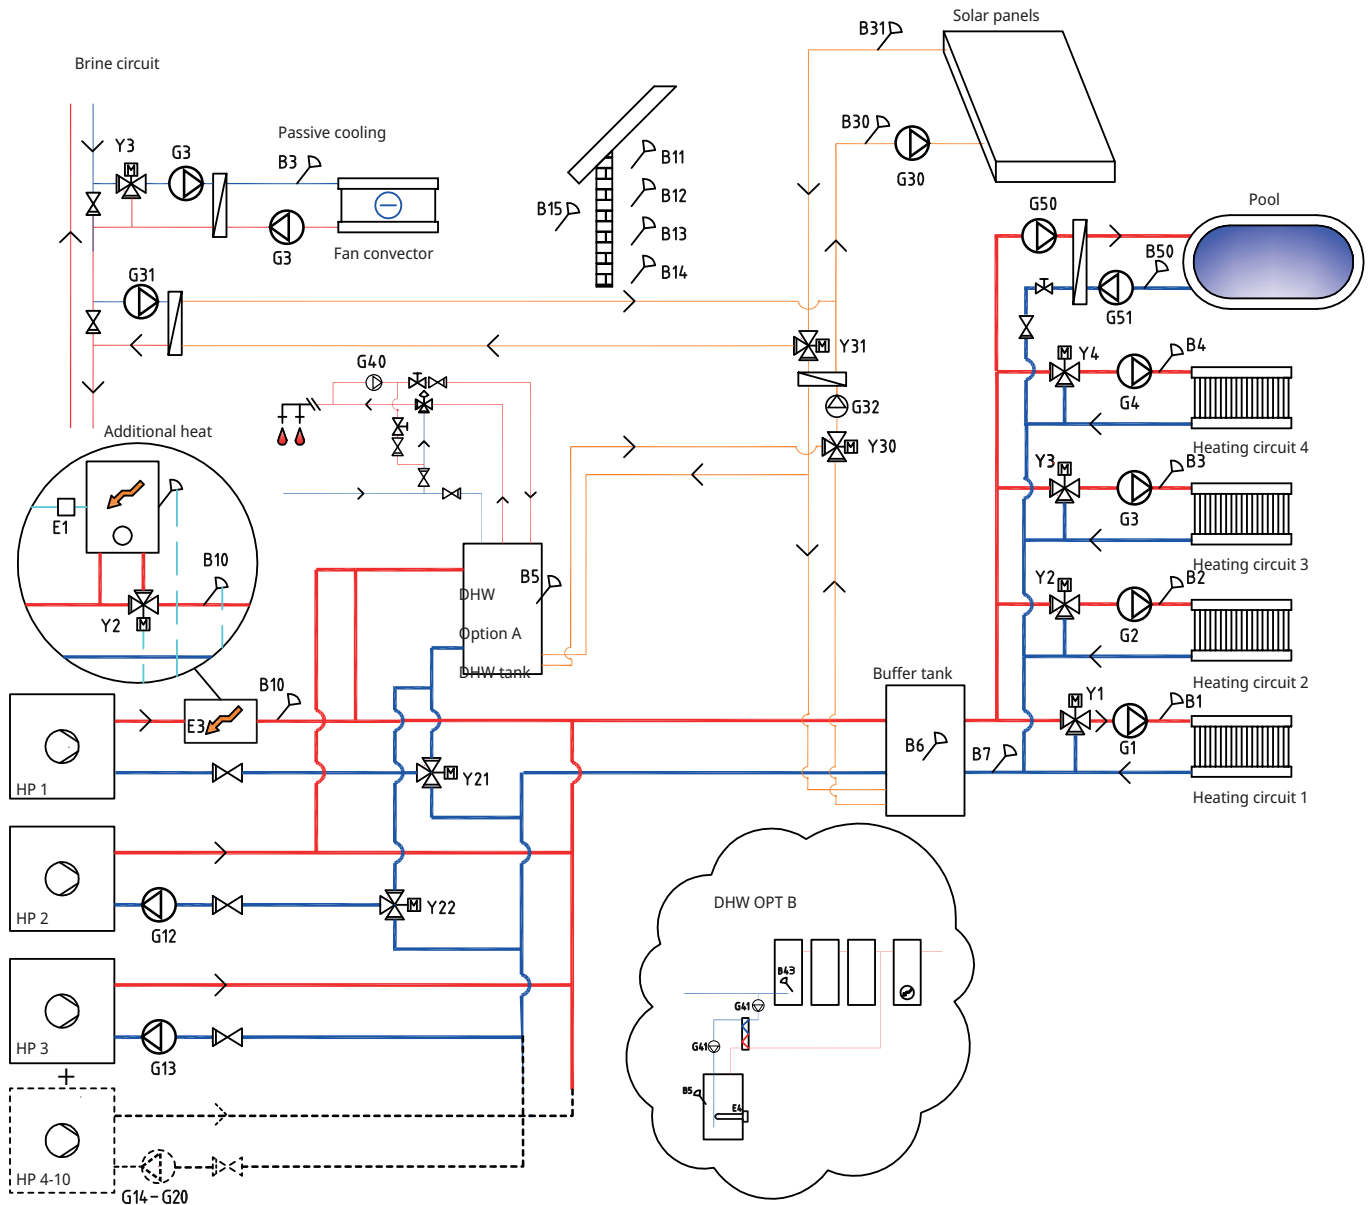 Solar panels
B31
Brine circuit
B30
G30
Y3
G3
Passive cooling
B3
B11
B12
B15
B13
B14
G3
Fan convector
G50
Pool
B50
G51
G31
Y31
G40
G32
Y30
Y4
B4
G4
Heating circuit 4
Additional heat
M
E1
B10
Y2
M
Y3
B3
G3
Heating circuit 3
B5
DHW
Option A
DHW tank
Y2
B2
G2
Heating circuit 2
Buffer tank
B10
E3
HP 1
Y21
B6
B7
Y1
B1
G1
Heating circuit 1
HP 2
G12
Y22
DHW OPT B
B43
G41
G41
B5
E4
HP 3
G13
+
HP 4-10
G14-G20